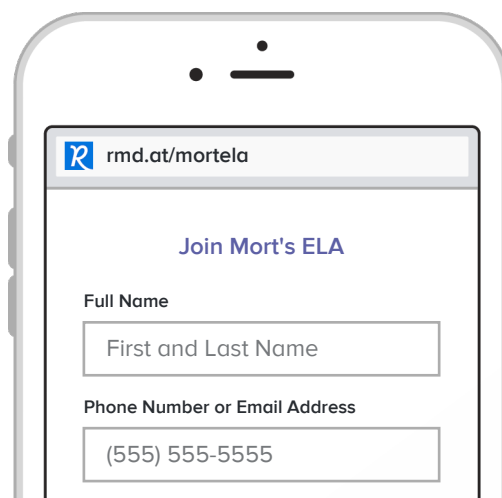 rmd.at/mortela
Join Mort's ELA
Full Name
First and Last Name
Phone Number or Email Address
(555) 555-5555